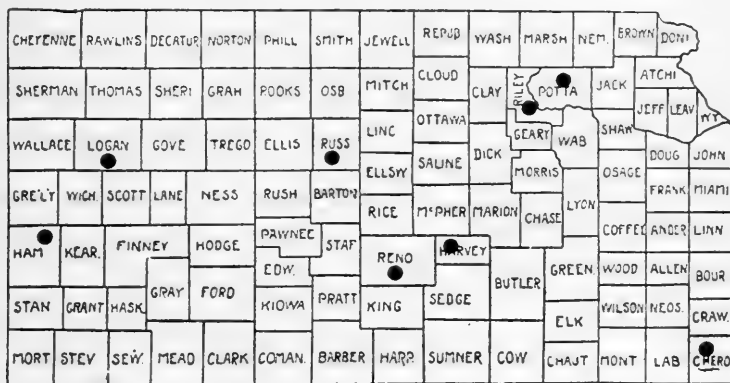 CHEYENNE RAWLINS DECATUR NORTON PHILL SMITH JEWELL REPUB WASH MARSH NEM. BROWN DONI
SHERMAN THOMAS SHERI GRAH ROOKS OSB MITCH CLOUD CLAY RILEY POTTA JACK ATCHI
JEFF LEAV. WY.
WALLACE LOGAN GOVE TREGO ELLIS RUSS LINC OTTAWA GEARY WAB SHAW
ELLSW SALINE DICK MORRIS OSAGE DOUG JOHN
GRE'LY WICH. SCOTT LANE NESS RUSH BARTON RICE McPHER MARION CHASE LYON FRANK MIAMI
HAM KEAR. FINNEY HODGE PAWNEE STAF RENO HARVEY COFFEE ANDER LINN
EDW.
STAN GRANT HASK. GRAY FORD KIOWA PRATT KING SEDGE BUTLER GREEN. WOOD ALLEN BOUR
ELK WILSON NEOS. CRAW.
MORT STEV SEW. MEAD CLARK COMAN. BARBER HARP. SUMNER COW CHAUT MONT LAB CHERO